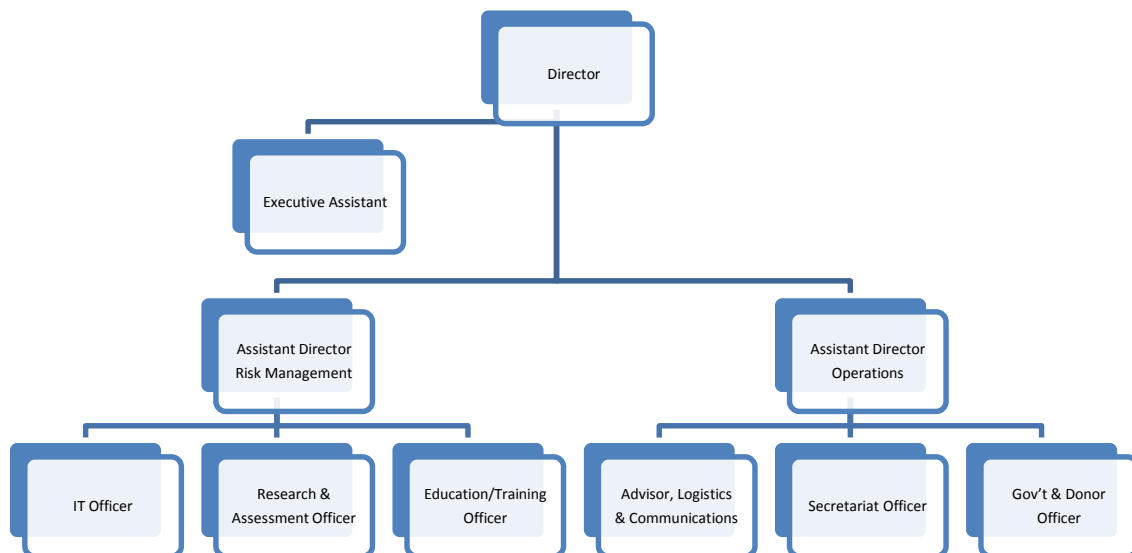 Director
Executive Assistant
Assistant Director
Risk Management
Assistant Director
Operations
IT Officer
Research &
Assessment Officer
Education/Training
Officer
Advisor, Logistics
& Communications
Secretariat Officer
Gov’t & Donor
Officer